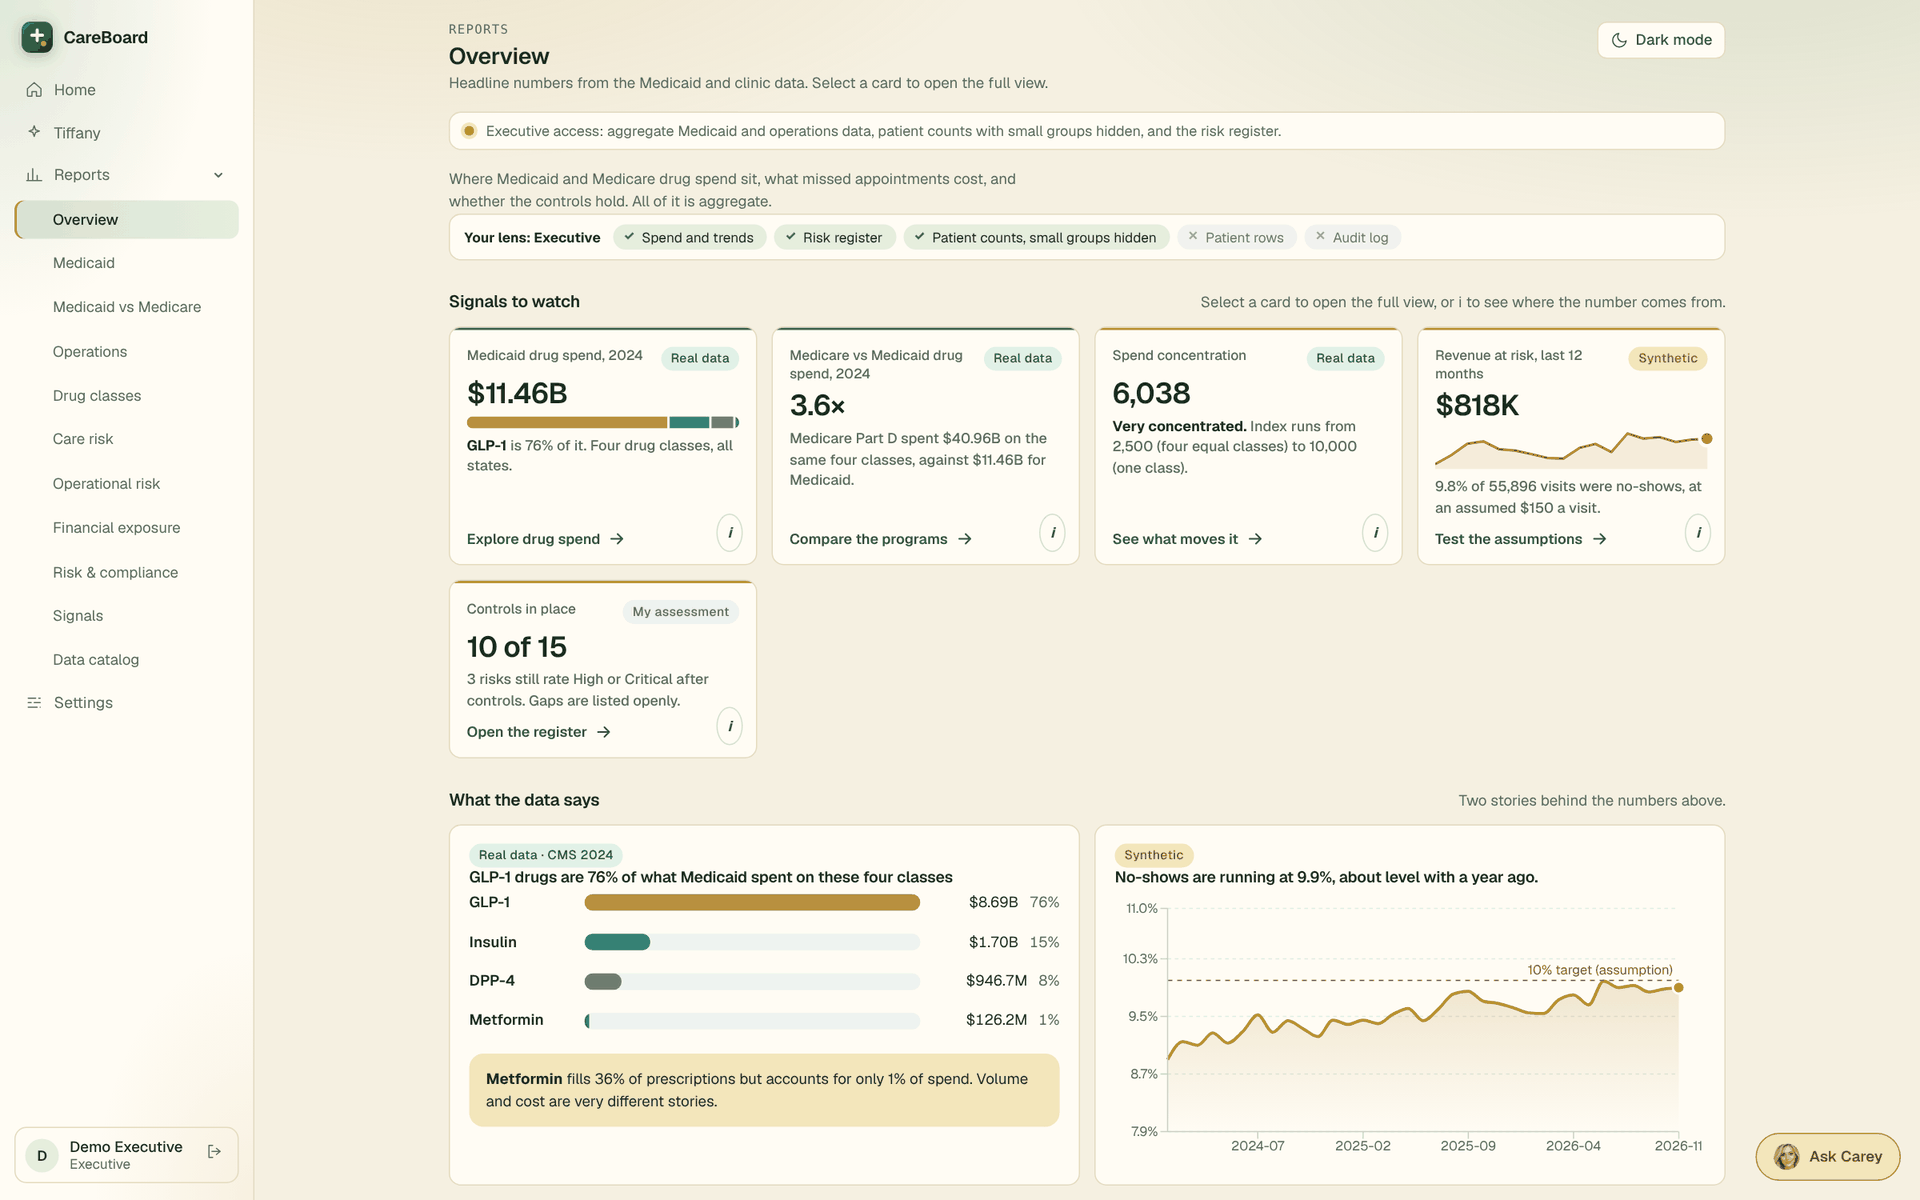 CareBoard
Home
Tiffany
Reports
Overview
Medicaid
Medicaid vs Medicare
Operations
Drug classes
Care risk
Operational risk
Financial exposure
Risk & compliance
Signals
Data catalog
Settings
D
Demo Executive
Executive
REPORTS
Overview
Headline numbers from the Medicaid and clinic data. Select a card to open the full view.
Dark mode
Executive access: aggregate Medicaid and operations data, patient counts with small groups hidden, and the risk register.
Where Medicaid and Medicare drug spend sit, what missed appointments cost, and
whether the controls hold. All of it is aggregate.
Your lens: Executive
Spend and trends
Risk register
Patient counts, small groups hidden
Patient rows
Audit log
Signals to watch
Select a card to open the full view, or i to see where the number comes from.
Medicaid drug spend, 2024
Real data
$11.46B
GLP-1 is 76% of it. Four drug classes, all
states.
Explore drug spend →
i
Medicare vs Medicaid drug
spend, 2024
Real data
3.6×
Medicare Part D spent $40.96B on the
same four classes, against $11.46B for
Medicaid.
Compare the programs →
i
Spend concentration
Real data
6,038
Very concentrated. Index runs from
2,500 (four equal classes) to 10,000
(one class).
See what moves it →
i
Revenue at risk, last 12
months
Synthetic
$818K
9.8% of 55,896 visits were no-shows, at
an assumed $150 a visit.
Test the assumptions →
i
Controls in place
My assessment
10 of 15
3 risks still rate High or Critical after
controls. Gaps are listed openly.
Open the register →
i
What the data says
Two stories behind the numbers above.
Real data · CMS 2024
GLP-1 drugs are 76% of what Medicaid spent on these four classes
GLP-1 $8.69B 76%
Insulin $1.70B 15%
DPP-4 $946.7M 8%
Metformin $126.2M 1%
Metformin fills 36% of prescriptions but accounts for only 1% of spend. Volume
and cost are very different stories.
Synthetic
No-shows are running at 9.9%, about level with a year ago.
11.0%
10.3%
10% target (assumption)
9.5%
8.7%
7.9%
2024-07 2025-02 2025-09 2026-04 2026-11
Ask Carey